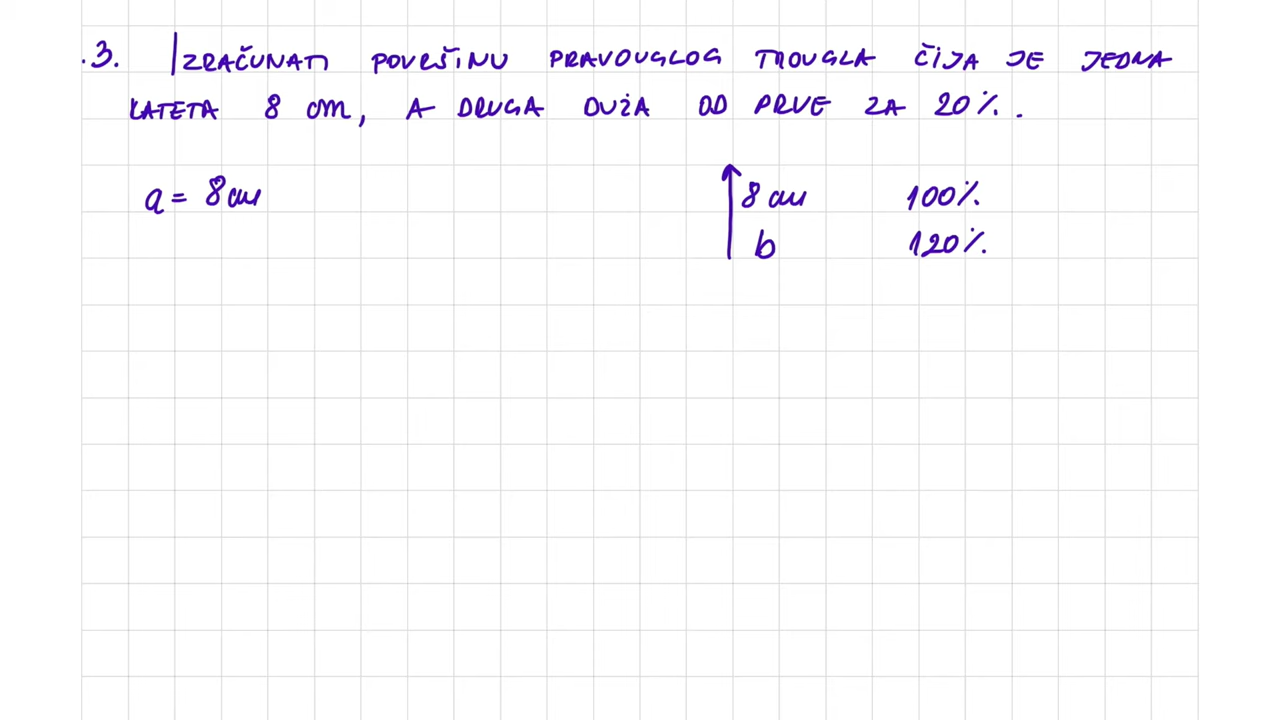 .3. IZRAČUNATI POVRŠINU PRAVOUGLOG TROUGLA ČIJA JE JEDNA
KATETA 8 cm, A DRUGA DUŽA OD PRVE ZA 20%.
a = 8 cm
8 cm 100%
b 120%